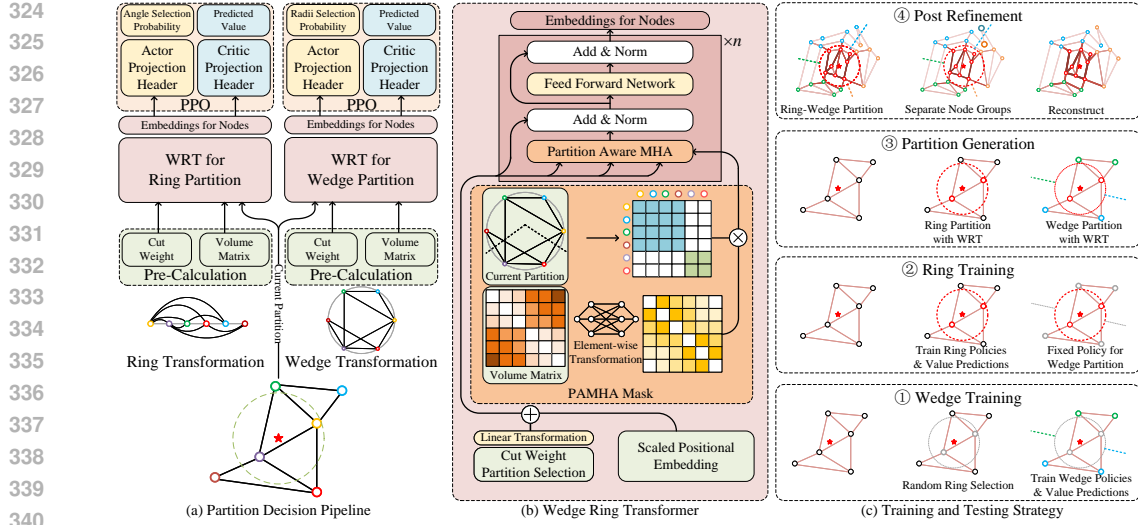 324
325
326
327
328
329
330
331
332
333
334
335
336
337
338
339
340
Angle Selection
Probability
Predicted
Value
Radii Selection
Probability
Predicted
Value
Actor
Projection
Header
Critic
Projection
Header
Actor
Projection
Header
Critic
Projection
Header
PPO
PPO
Embeddings for Nodes
Embeddings for Nodes
WRT for
Ring Partition
WRT for
Wedge Partition
Cut
Weight
Volume
Matrix
Cut
Weight
Volume
Matrix
Pre-Calculation
Pre-Calculation
Current Partition
Ring Transformation
Wedge Transformation
(a) Partition Decision Pipeline
Embeddings for Nodes
×n
Add & Norm
Feed Forward Network
Add & Norm
Partition Aware MHA
Current Partition
Volume Matrix
Element-wise
Transformation
PAMHA Mask
Linear Transformation
Cut Weight
Partition Selection
Scaled Positional
Embedding
(b) Wedge Ring Transformer
④ Post Refinement
Ring-Wedge Partition
Separate Node Groups
Reconstruct
③ Partition Generation
Ring Partition
with WRT
Wedge Partition
with WRT
② Ring Training
Train Ring Policies
& Value Predictions
Fixed Policy for
Wedge Partition
① Wedge Training
Random Ring Selection
Train Wedge Policies
& Value Predictions
(c) Training and Testing Strategy